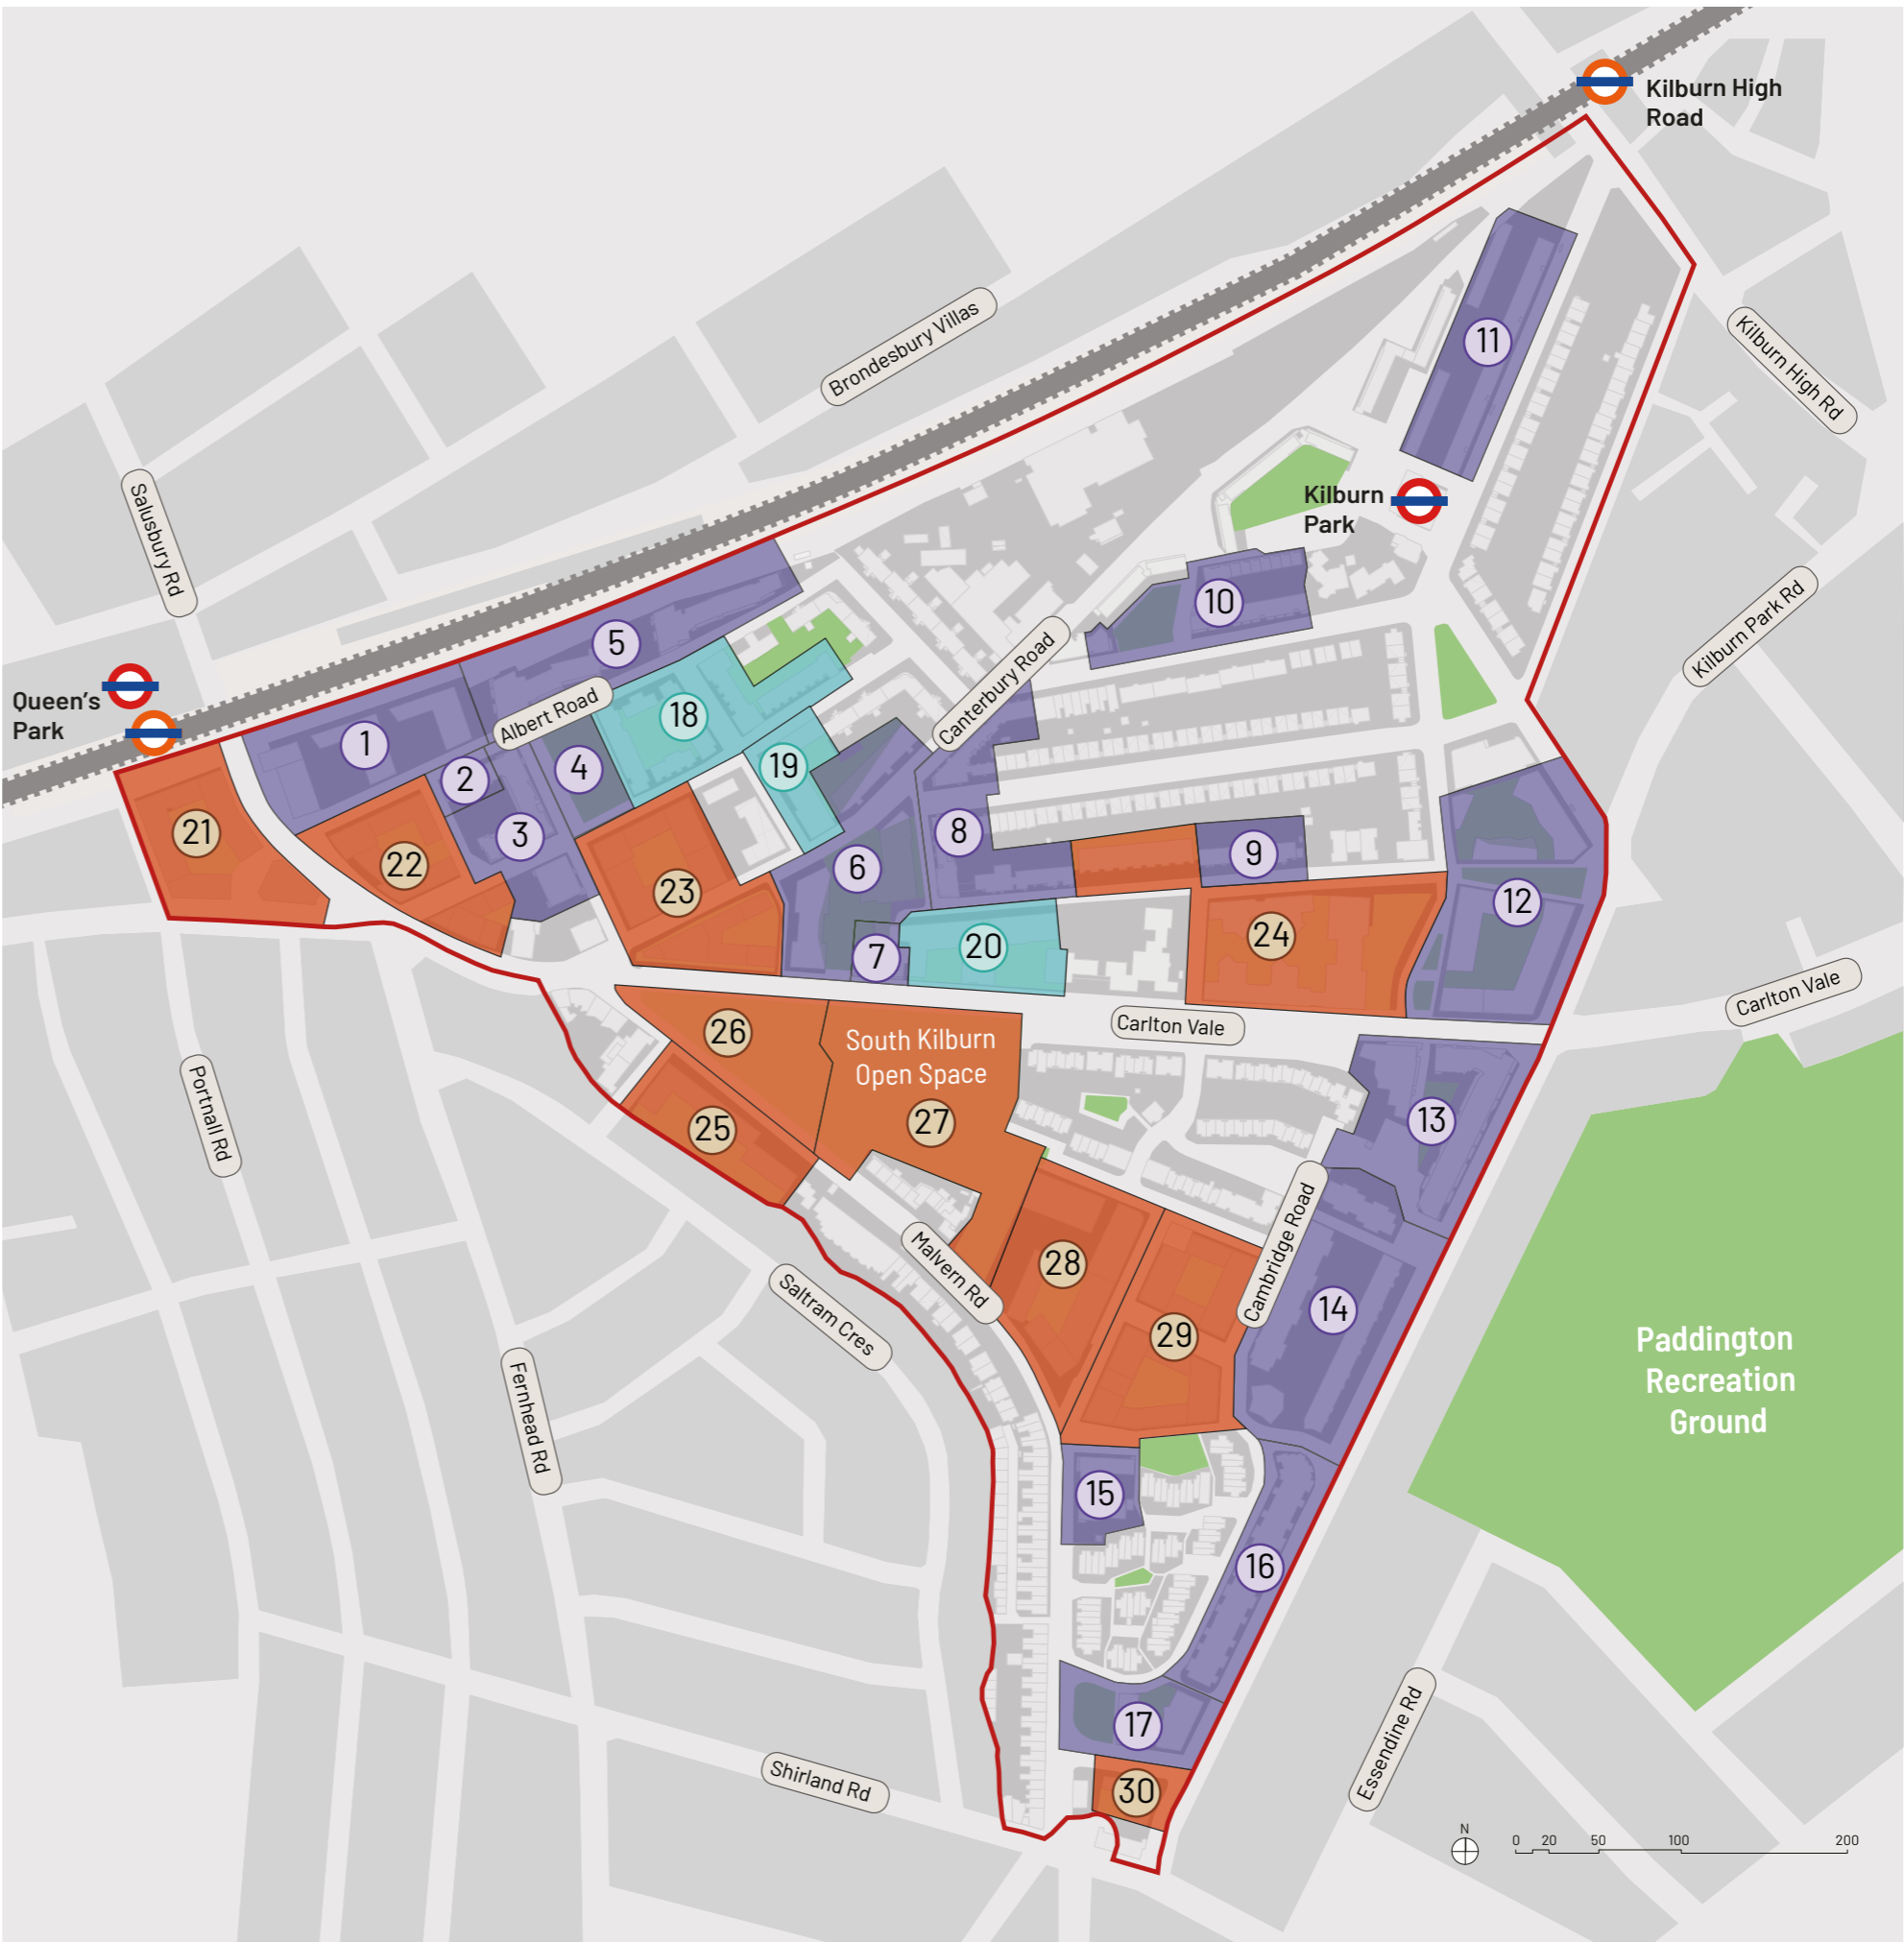 Kilburn High
Road
Brondesbury Villas
Kilburn High Rd
11
Salusbury Rd
Kilburn
Park
Kilburn Park Rd
10
5
Canterbury Road
Queen's
Park
Albert Road
18
1
2
4
19
21
22
3
8
6
9
23
12
24
7
20
Carlton Vale
Carlton Vale
26
South Kilburn
Open Space
27
25
13
Portnall Rd
Cambridge Road
Malvern Rd
28
Saltram Cres
14
29
Paddington
Recreation
Ground
Fernhead Rd
15
16
17
Essendine Rd
Shirland Rd
30
N
0 20 50 100 200